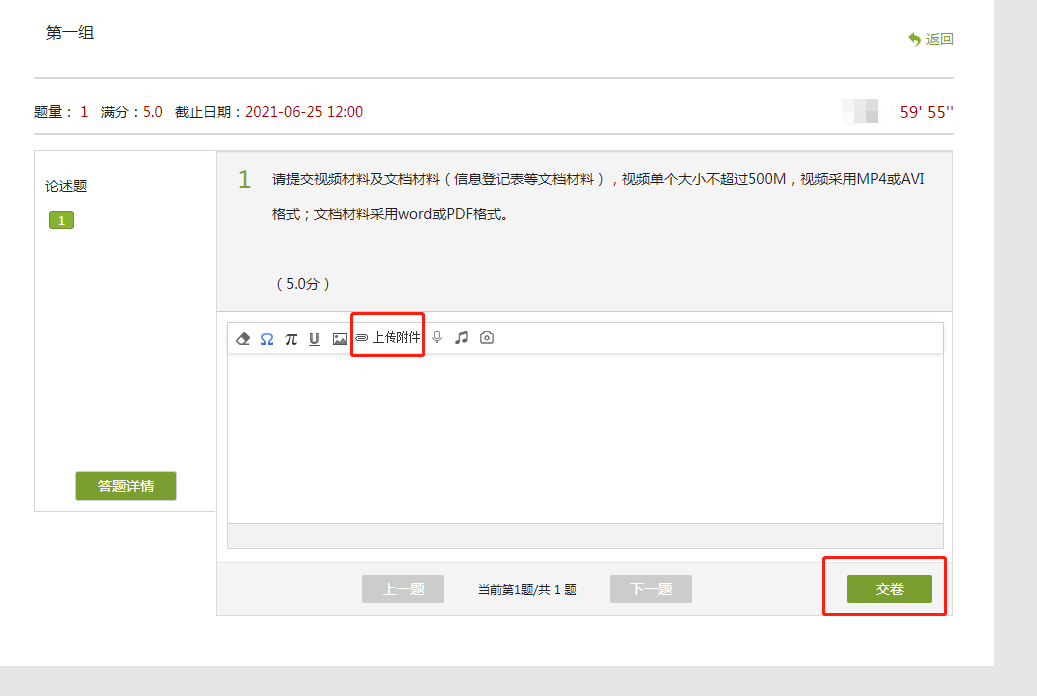 第一组
返回
题量： 1 满分：5.0 截止日期：2021-06-25 12:00
59' 55''
论述题
1
答题详情
1 请提交视频材料及文档材料（信息登记表等文档材料），视频单个大小不超过500M，视频采用MP4或AVI
格式；文档材料采用word或PDF格式。
（5.0分）
Ω π U 上传附件
上一题 当前第1题/共 1 题 下一题 交卷